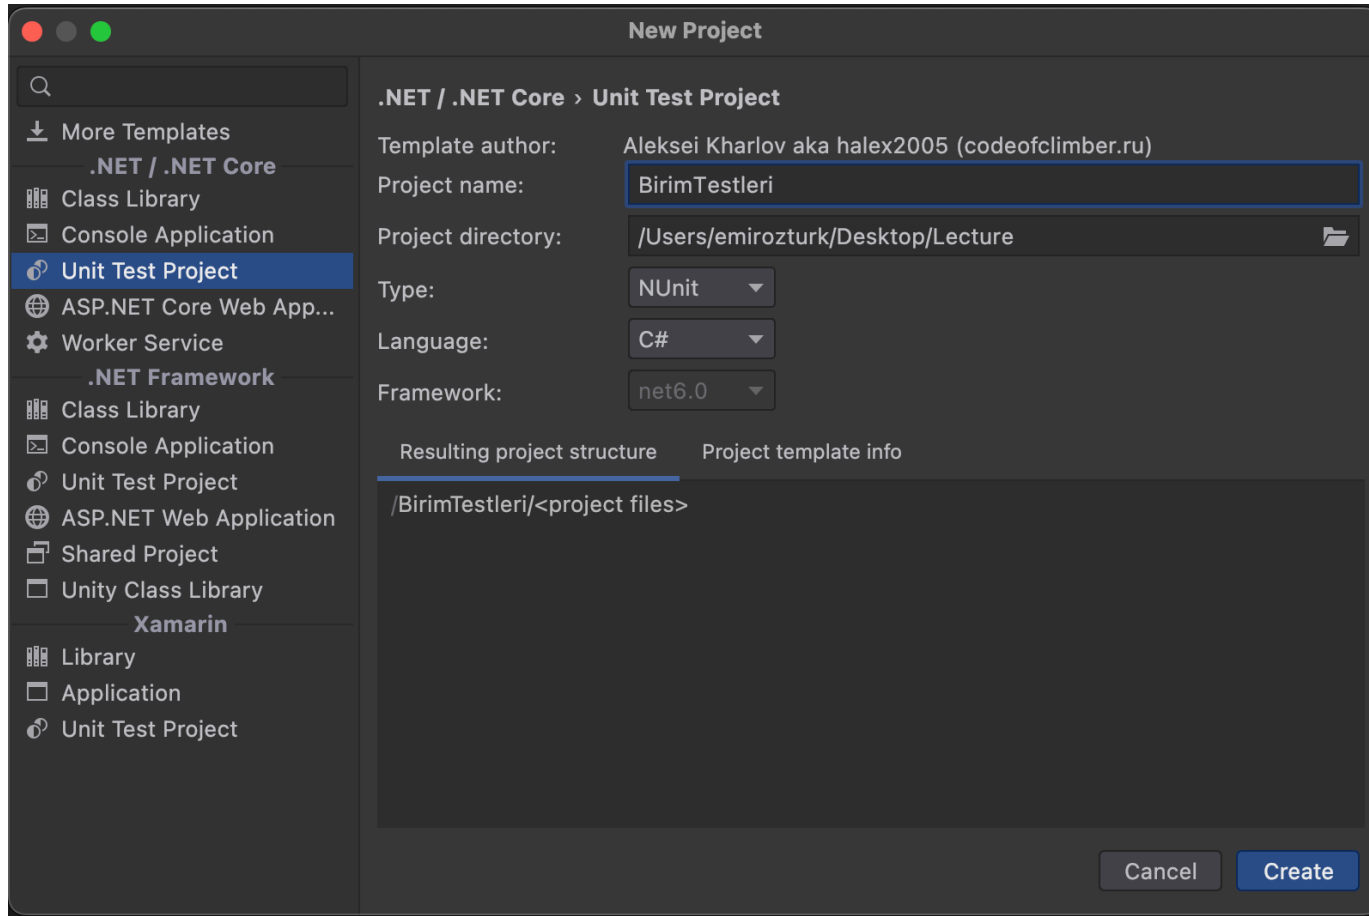 New Project
More Templates
.NET / .NET Core
Class Library
Console Application
Unit Test Project
ASP.NET Core Web App...
Worker Service
.NET Framework
Class Library
Console Application
Unit Test Project
ASP.NET Web Application
Shared Project
Unity Class Library
Xamarin
Library
Application
Unit Test Project
.NET / .NET Core › Unit Test Project
Template author: Aleksei Kharlov aka halex2005 (codeofclimber.ru)
Project name: BirimTestleri
Project directory: /Users/emirozturk/Desktop/Lecture
Type: NUnit
Language: C#
Framework: net6.0
Resulting project structure Project template info
/BirimTestleri/<project files>
Cancel Create